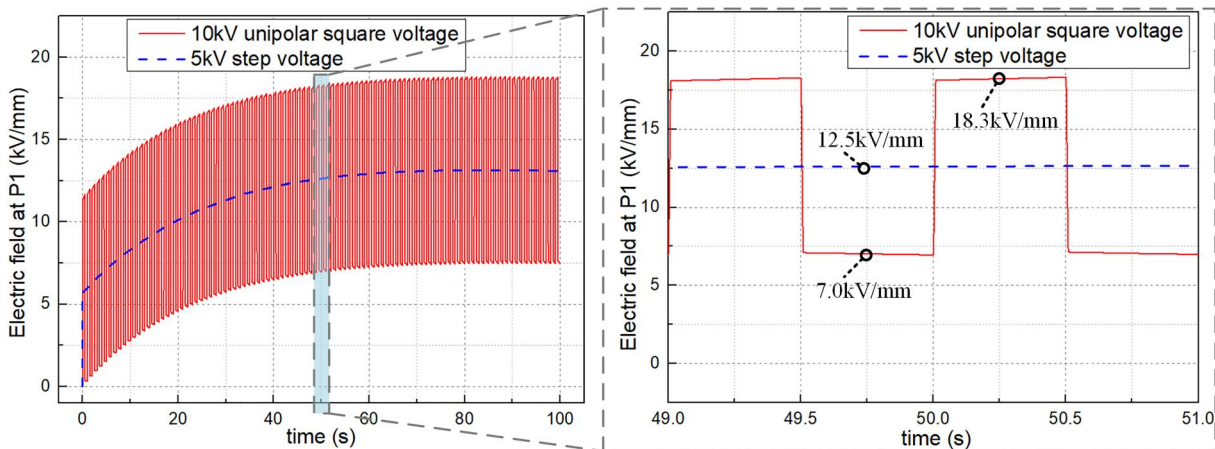 10kV unipolar square voltage
5kV step voltage
Electric field at P1 (kV/mm)
20
15
10
5
0
0
20
40
60
80
100
time (s)
10kV unipolar square voltage
5kV step voltage
Electric field at P1 (kV/mm)
20
15
10
5
0
18.3kV/mm
12.5kV/mm
7.0kV/mm
49.0
49.5
50.0
50.5
51.0
time (s)